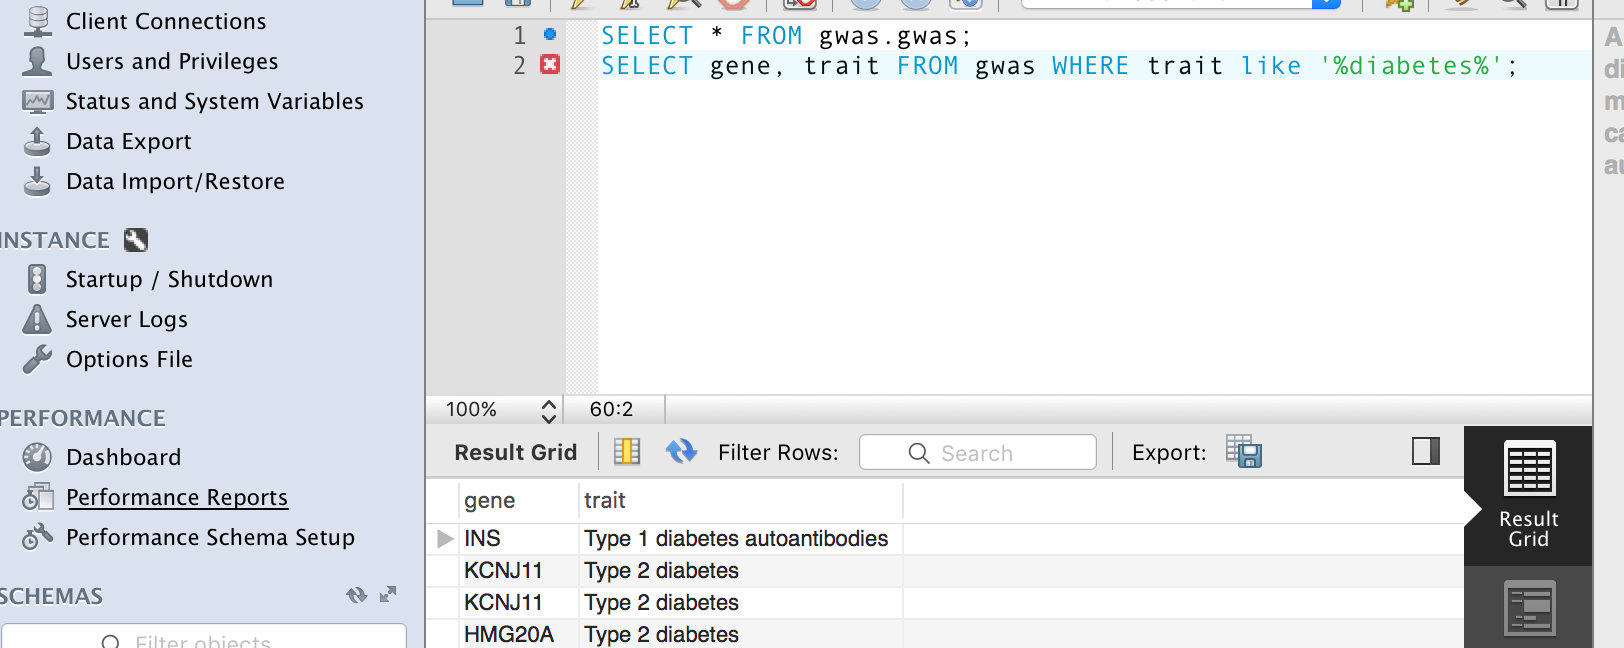 Client Connections
Users and Privileges
Status and System Variables
Data Export
Data Import/Restore
INSTANCE
Startup / Shutdown
Server Logs
Options File
PERFORMANCE
Dashboard
Performance Reports
Performance Schema Setup
SCHEMAS
Filter objects
1 SELECT * FROM gwas.gwas;
2 SELECT gene, trait FROM gwas WHERE trait like '%diabetes%';
100% 60:2
Result Grid Filter Rows: Search Export:
gene trait
INS Type 1 diabetes autoantibodies
KCNJ11 Type 2 diabetes
KCNJ11 Type 2 diabetes
HMG20A Type 2 diabetes
Result
Grid